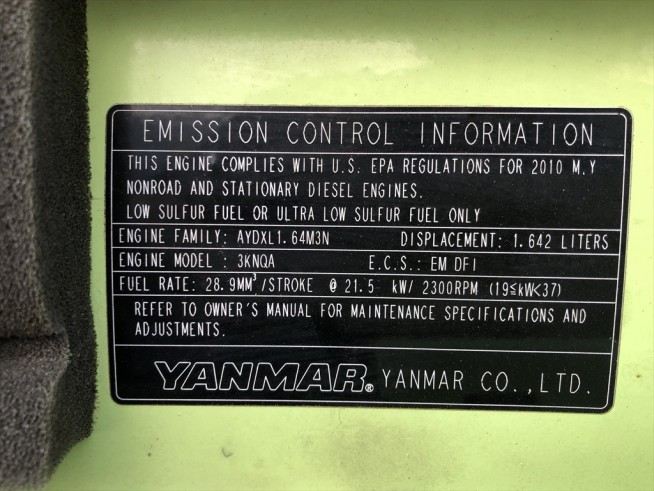 EMISSION CONTROL INFORMATION
THIS ENGINE COMPLIES WITH U.S. EPA REGULATIONS FOR 2010 M.Y
NONROAD AND STATIONARY DIESEL ENGINES.
LOW SULFUR FUEL OR ULTRA LOW SULFUR FUEL ONLY
ENGINE FAMILY: AYDXL1.64M3N DISPLACEMENT: 1.642 LITERS
ENGINE MODEL : 3KNQA E.C.S.: EM DFI
FUEL RATE: 28.9MM³/STROKE @ 21.5 kW/ 2300RPM (19≦kW<37)
REFER TO OWNER'S MANUAL FOR MAINTENANCE SPECIFICATIONS AND
ADJUSTMENTS.
YANMAR® YANMAR CO.,LTD.